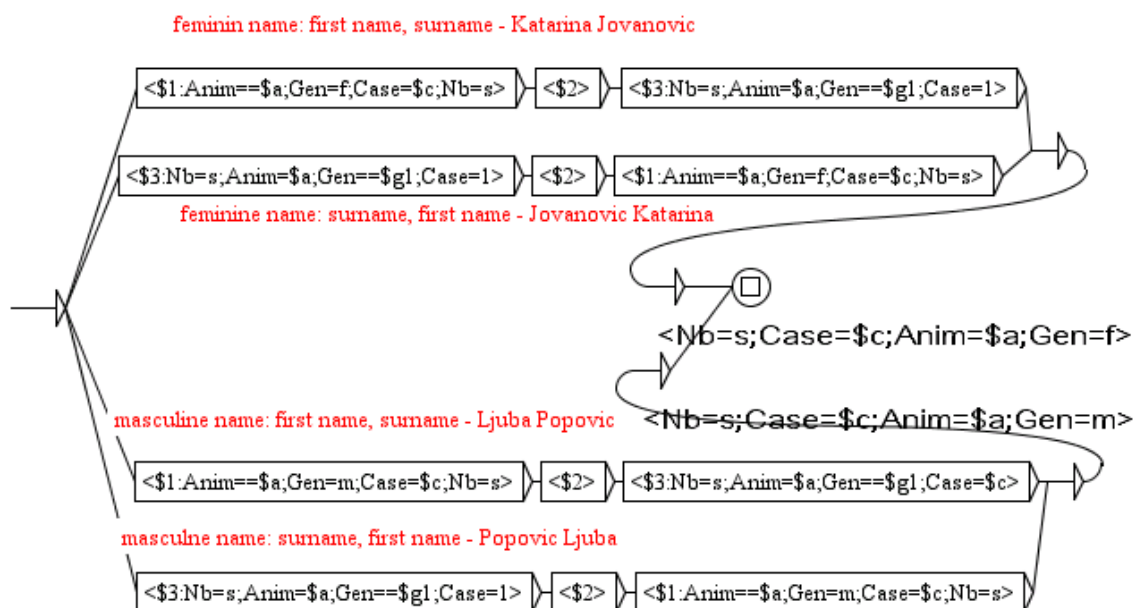 feminin name: first name, surname - Katarina Jovanovic
<$1:Anim==$a;Gen=f;Case=$c;Nb=s> <$2> <$3:Nb=s;Anim=$a;Gen==$g1;Case=1>
<$3:Nb=s;Anim=$a;Gen==$g1;Case=1> <$2> <$1:Anim==$a;Gen=f;Case=$c;Nb=s>
feminine name: surname, first name - Jovanovic Katarina
<Nb=s;Case=$c;Anim=$a;Gen=f>
masculine name: first name, surname - Ljuba Popovic
<Nb=s;Case=$c;Anim=$a;Gen=m>
<$1:Anim==$a;Gen=m;Case=$c;Nb=s> <$2> <$3:Nb=s;Anim=$a;Gen==$g1;Case=$c>
masculne name: surname, first name - Popovic Ljuba
<$3:Nb=s;Anim=$a;Gen==$g1;Case=1> <$2> <$1:Anim==$a;Gen=m;Case=$c;Nb=s>